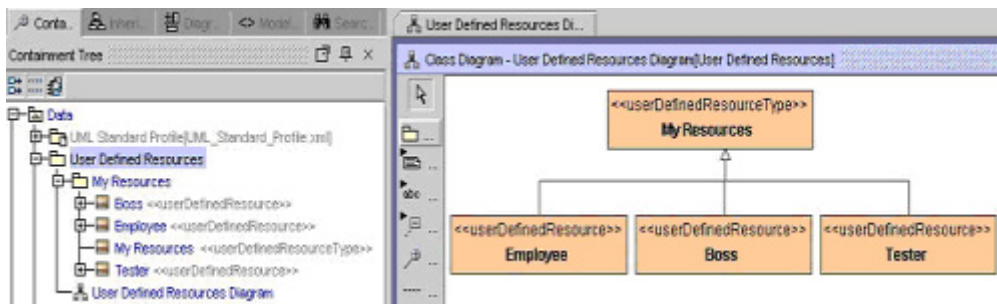 Conta.. Inheri... Diagr.. Model.. Searc..
Containment Tree
Data
UML Standard Profile[UML_Standard_Profile.xml]
User Defined Resources
My Resources
Boss <<userDefinedResource>>
Employee <<userDefinedResource>>
My Resources <<userDefinedResourceType>>
Tester <<userDefinedResource>>
User Defined Resources Diagram
User Defined Resources Di...
Class Diagram - User Defined Resources Diagram[User Defined Resources]
<<userDefinedResourceType>>
My Resources
abc ...
<<userDefinedResource>> <<userDefinedResource>> <<userDefinedResource>>
Employee Boss Tester